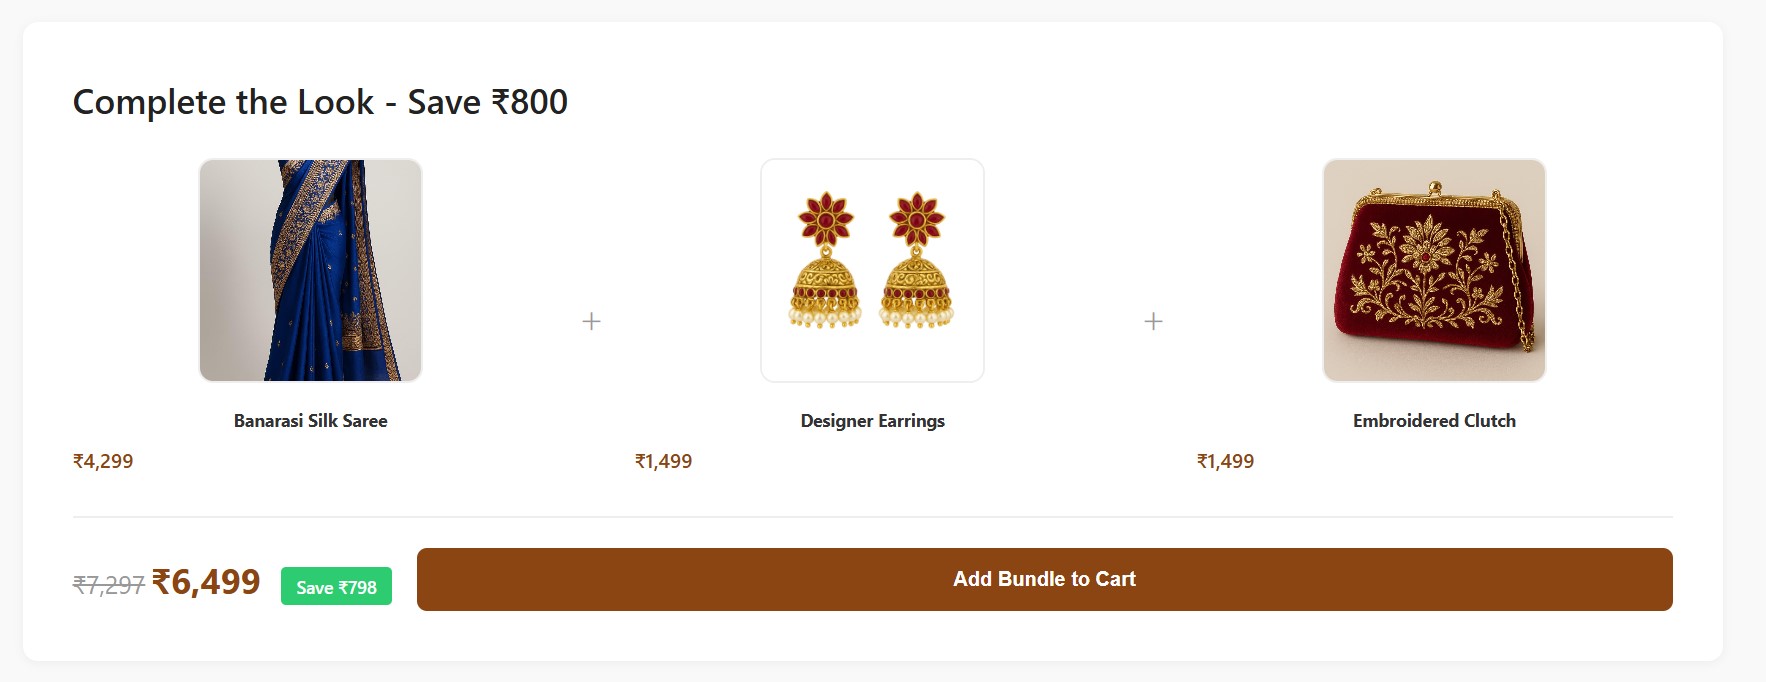 Complete the Look - Save ₹800
+
+
Banarasi Silk Saree
Designer Earrings
Embroidered Clutch
₹4,299
₹1,499
₹1,499
₹7,297 ₹6,499 Save ₹798
Add Bundle to Cart